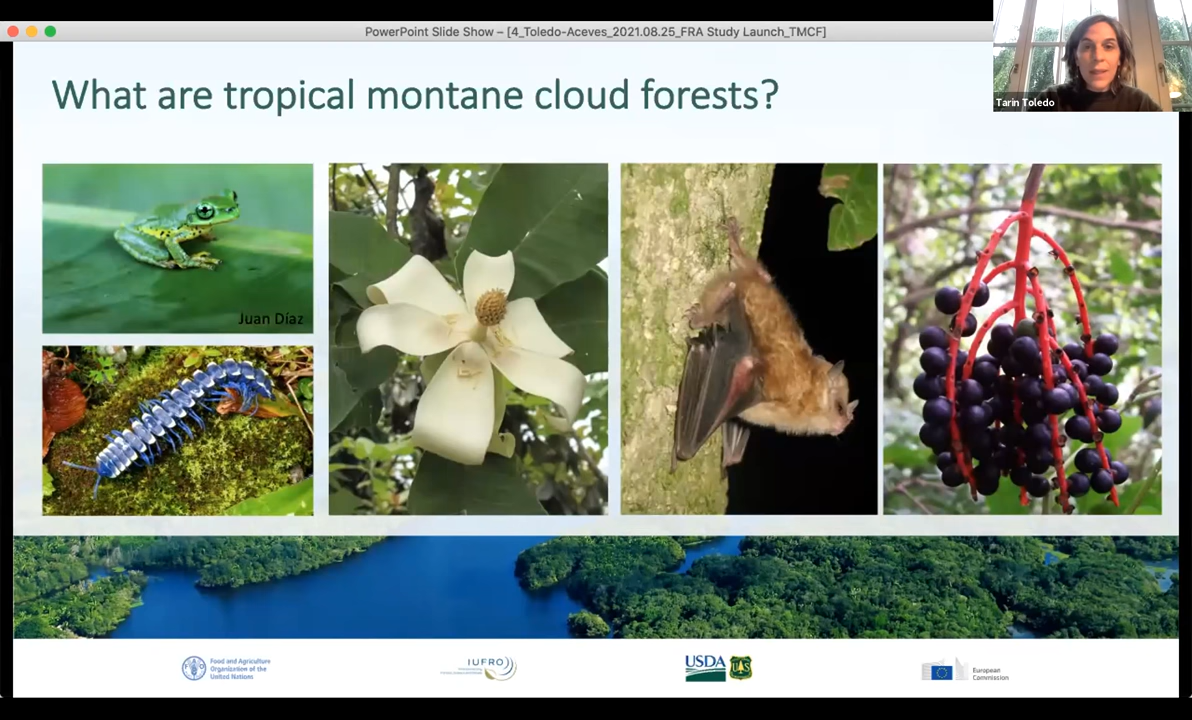 PowerPoint Slide Show – [4_Toledo-Aceves_2021.08.25_FRA Study Launch_TMCF]
Tarin Toledo
What are tropical montane cloud forests?
Juan Díaz
Food and Agriculture
Organization of the
United Nations
IUFRO
USDA
UAS
European
Commission